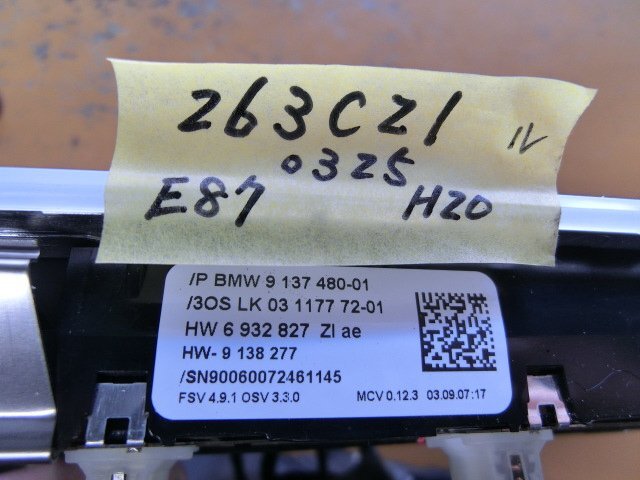 263CZ1
IV
0325
E87
H20
/P BMW 9 137 480-01
/3OS LK 03 1177 72-01
HW 6 932 827 ZI ae
HW- 9 138 277
/SN90060072461145
FSV 4.9.1 OSV 3.3.0 MCV 0.12.3 03.09.07:17